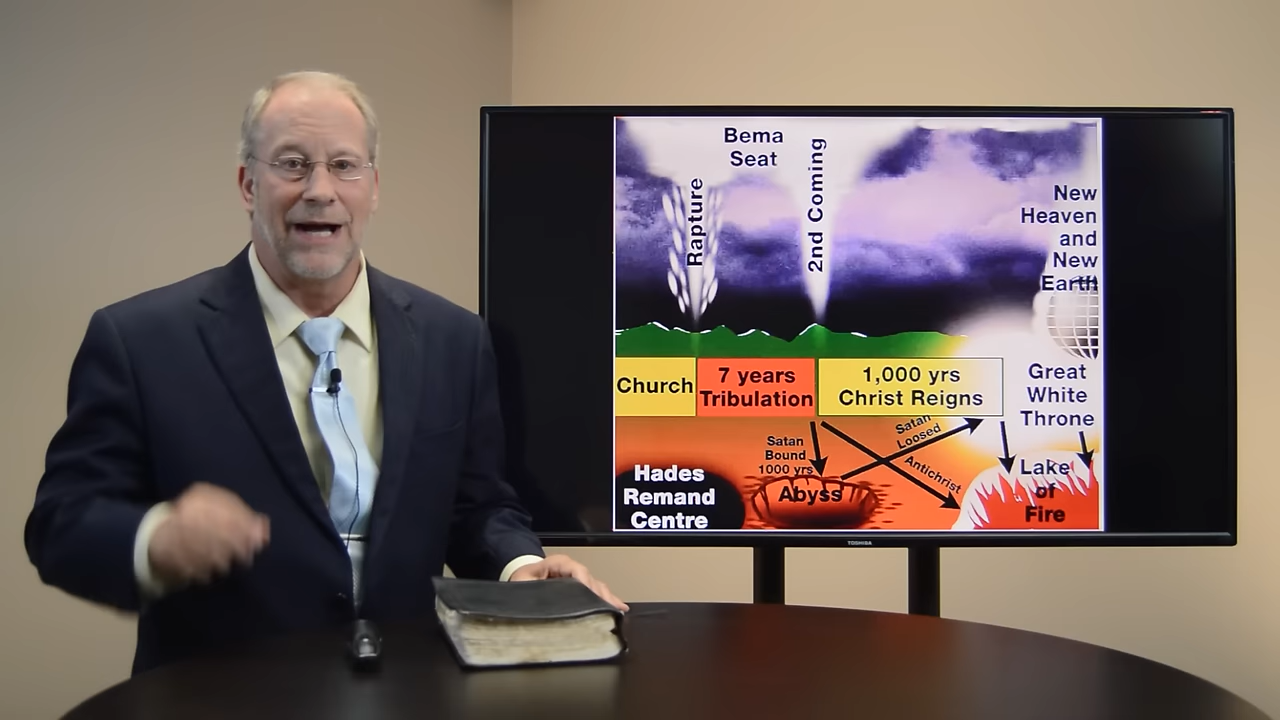 Bema
Seat
Rapture
2nd Coming
New
Heaven
and
New
Earth
Church
7 years
Tribulation
1,000 yrs
Christ Reigns
Great
White
Throne
Satan
Bound
1000 yrs
Satan
Loosed
Antichrist
Hades
Remand
Centre
Abyss
Lake
of
Fire
TOSHIBA